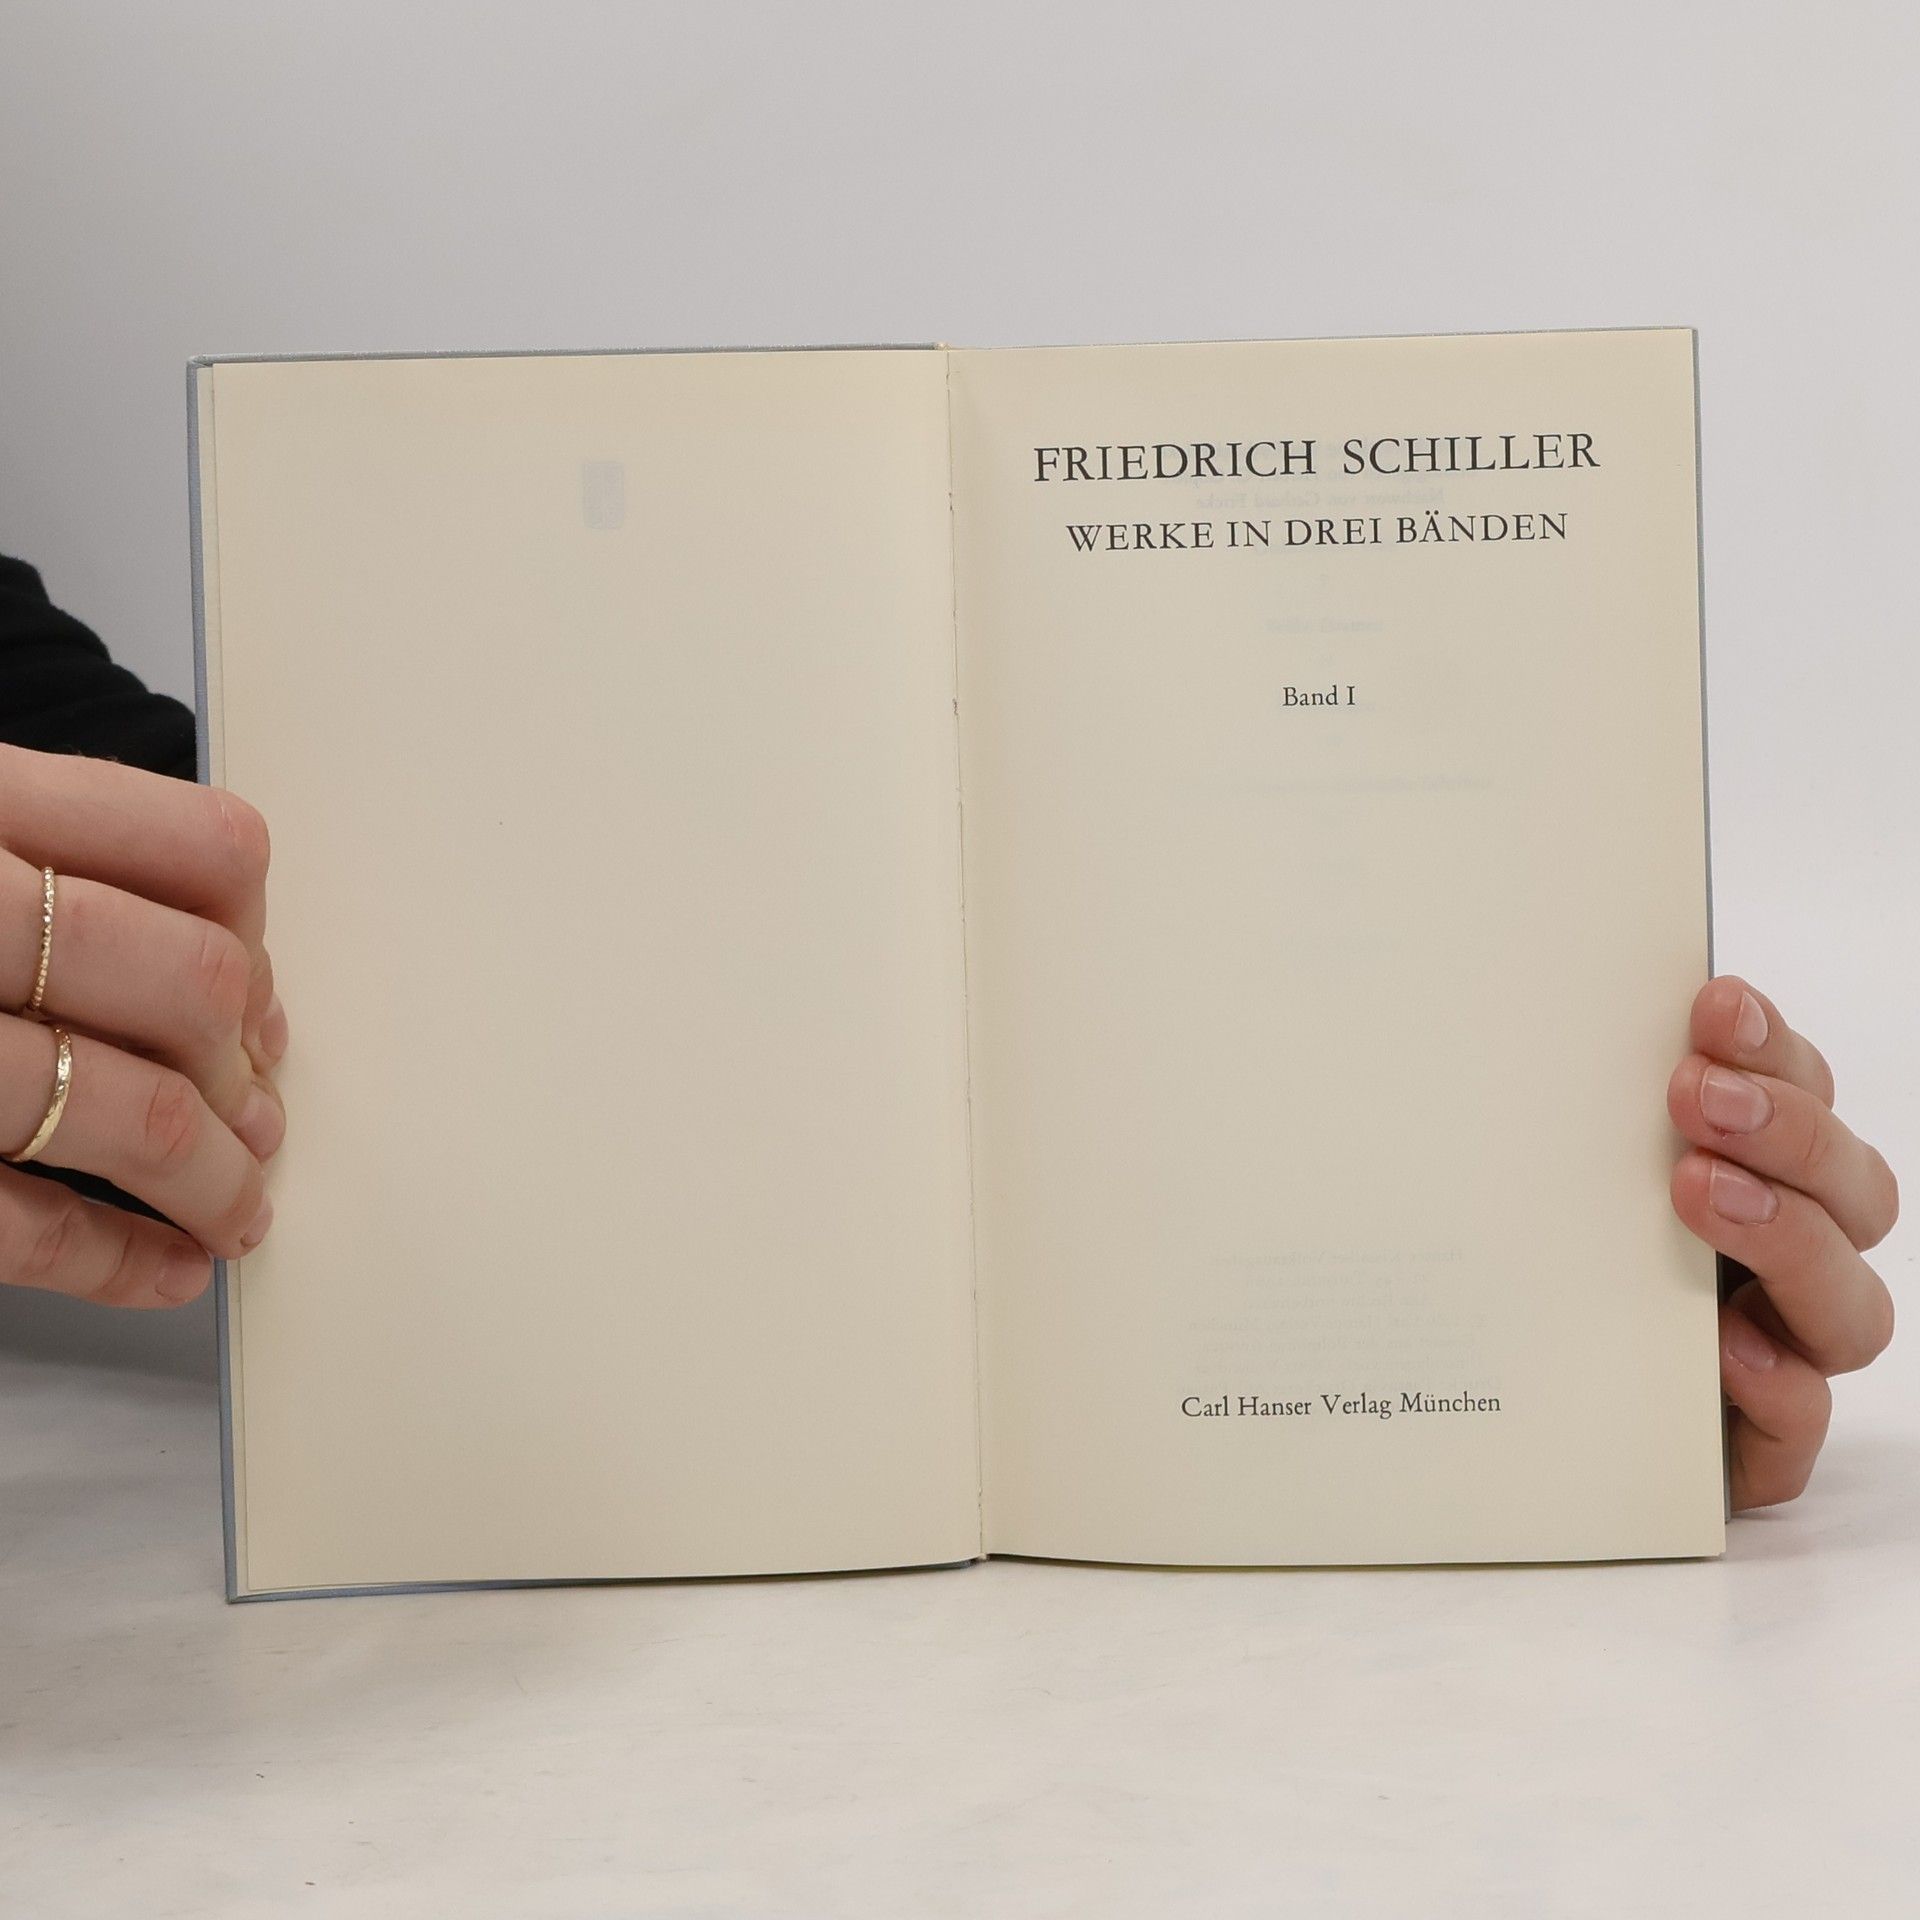 FRIEDRICH SCHILLER
WERKE IN DREI BÄNDEN
Band I
Carl Hanser Verlag München